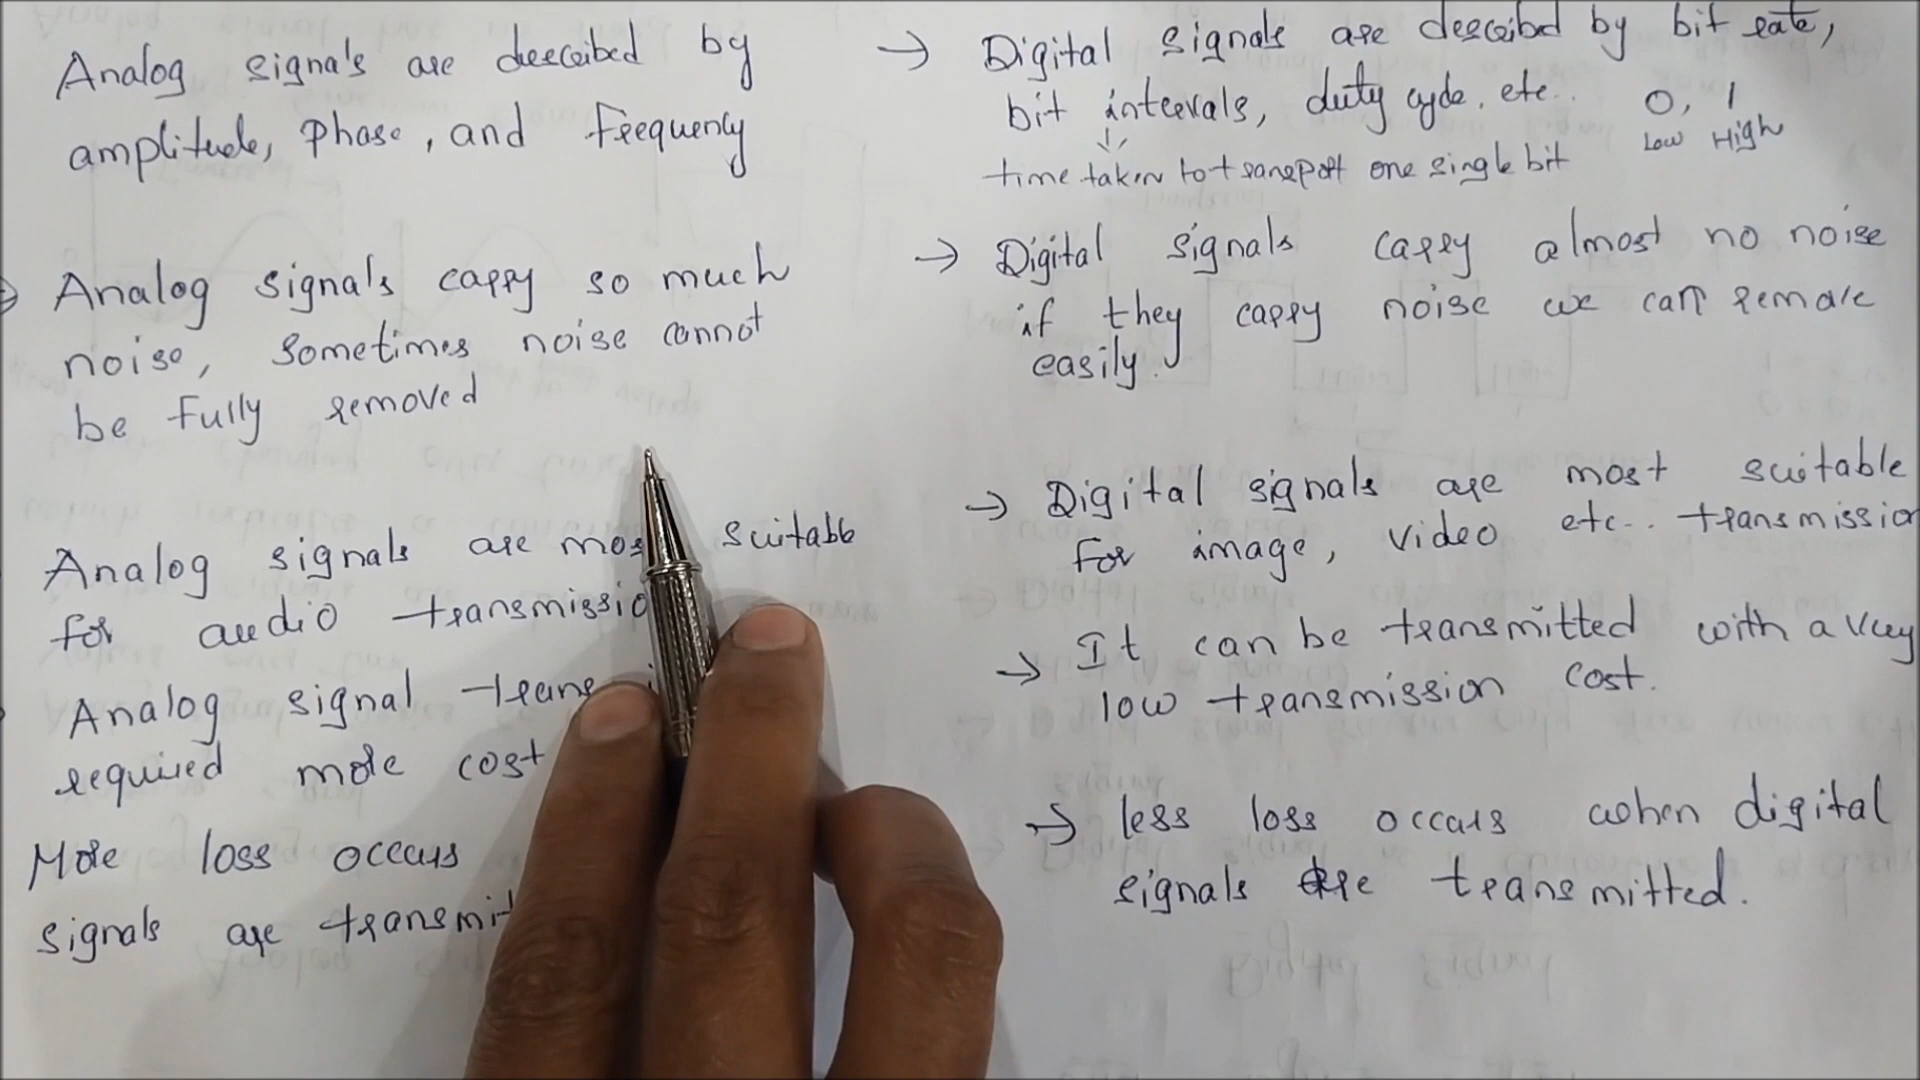 Analog signals are described by
amplitude, Phase, and frequency
Analog signals carry so much
noise, sometimes noise cannot
be fully removed
Analog signals are suitable
for audio
Analog signal
required more cost
More loss occurs
signals are
→ Digital signals are described by bit rate,
bit intervals, duty cycle, etc.. 0, 1
Low High
time taken to transport one single bit
→ Digital signals carry almost no noise
if they carry noise we can remove
easily.
→ Digital signals are most suitable
for image, video etc.. transmission
→ It can be transmitted with a very
low transmission cost.
→ less loss occurs when digital
signals are transmitted.